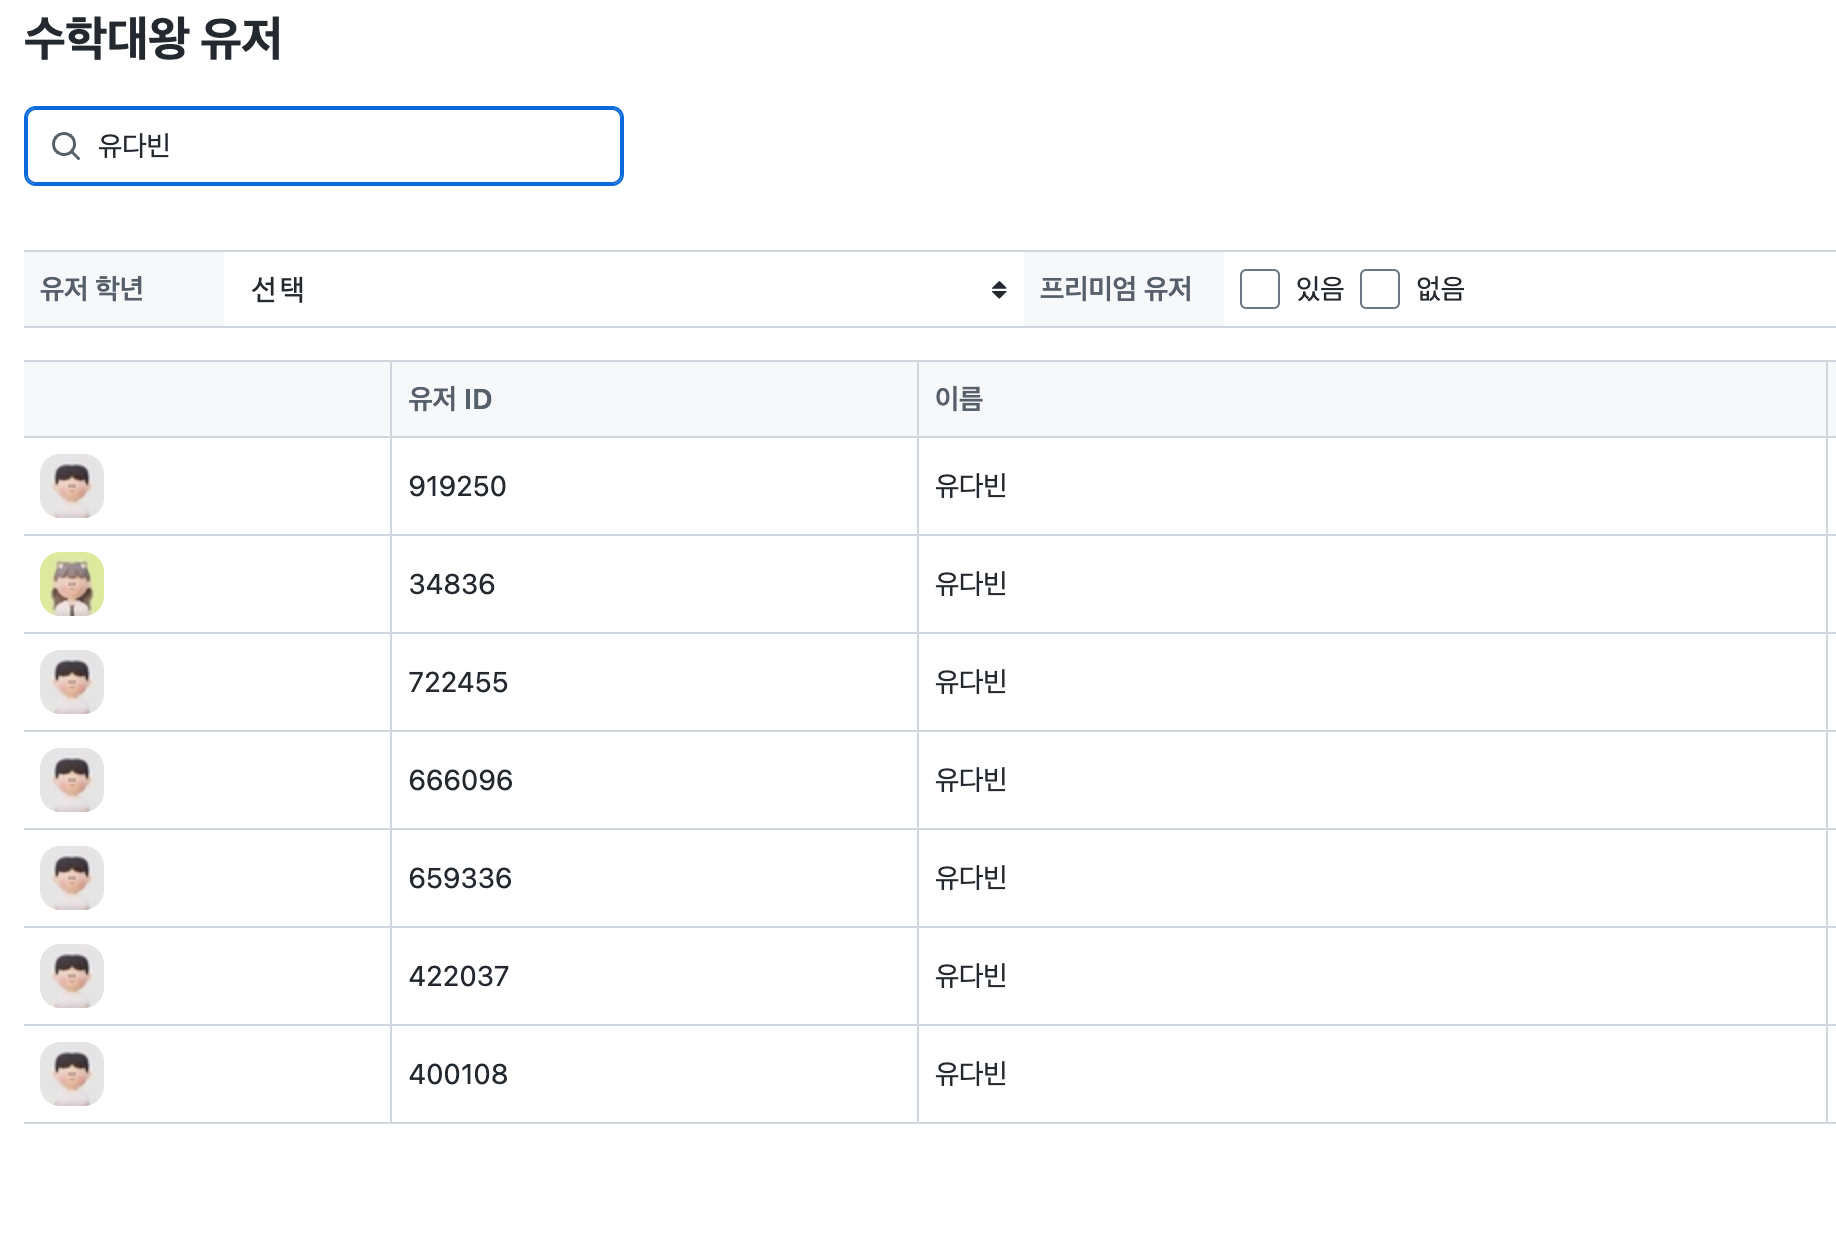 수학대왕 유저
유다빈
유저 학년 선택 프리미엄 유저 있음 없음
유저 ID 이름
919250 유다빈
34836 유다빈
722455 유다빈
666096 유다빈
659336 유다빈
422037 유다빈
400108 유다빈